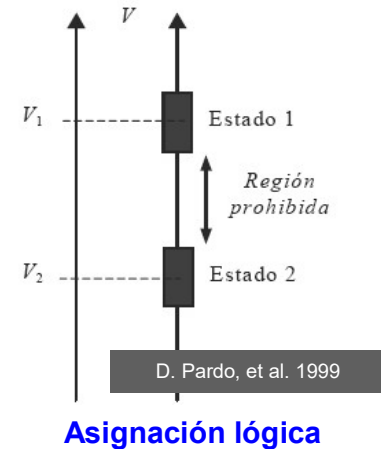 V
V1
Estado 1
Región
prohibida
V2
Estado 2
D. Pardo, et al. 1999
Asignación lógica